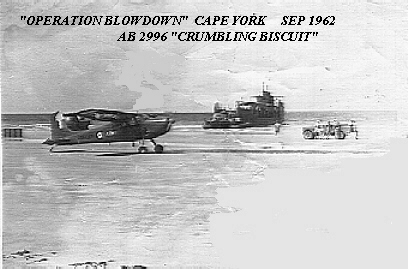 "OPERATION BLOWDOWN" CAPE YORK SEP 1962
AB 2996 "CRUMBLING BISCUIT"